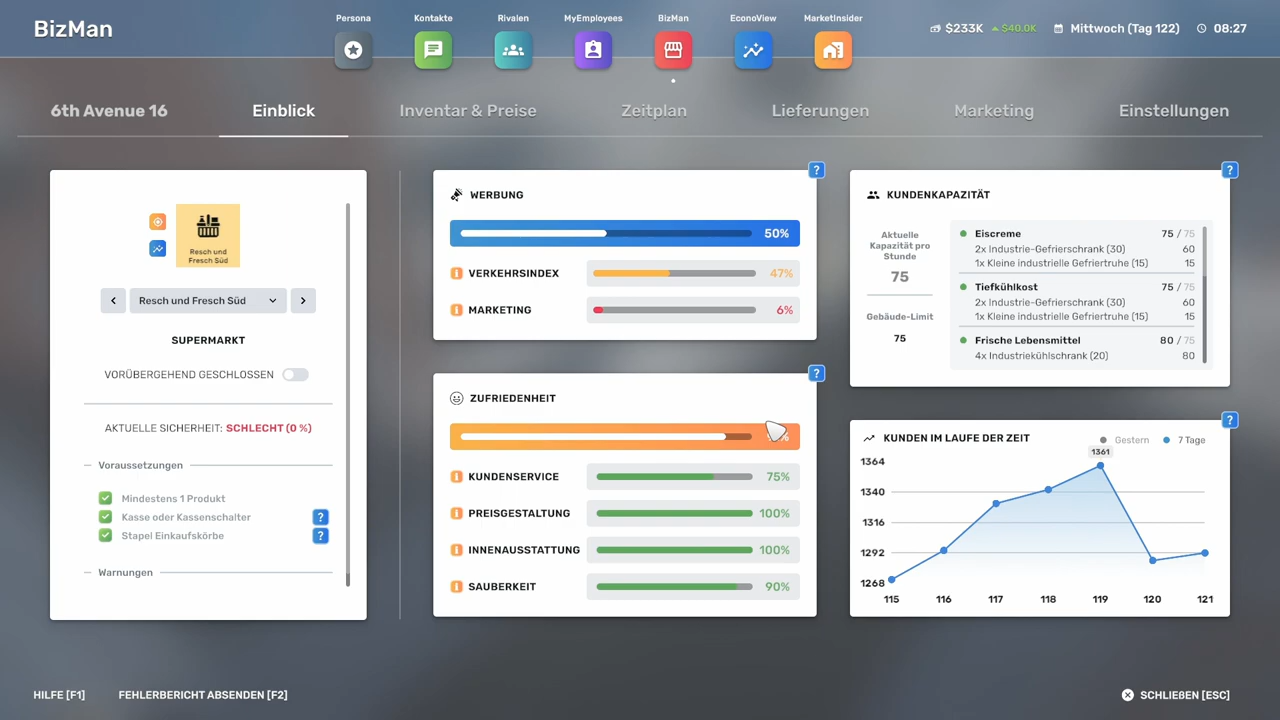 BizMan
Persona
Kontakte
Rivalen
MyEmployees
BizMan
EconoView
MarketInsider
$233K
$40.0K
Mittwoch (Tag 122)
08:27
6th Avenue 16
Einblick
Inventar & Preise
Zeitplan
Lieferungen
Marketing
Einstellungen
Resch und
Fresch Süd
Resch und Fresch Süd
SUPERMARKT
VORÜBERGEHEND GESCHLOSSEN
AKTUELLE SICHERHEIT: SCHLECHT (0 %)
Voraussetzungen
Mindestens 1 Produkt
Kasse oder Kassenschalter
?
Stapel Einkaufskörbe
?
Warnungen
?
WERBUNG
50%
VERKEHRSINDEX
47%
MARKETING
6%
?
ZUFRIEDENHEIT
KUNDENSERVICE
75%
PREISGESTALTUNG
100%
INNENAUSSTATTUNG
100%
SAUBERKEIT
90%
?
KUNDENKAPAZITÄT
Aktuelle
Kapazität pro
Stunde
75
Gebäude-Limit
75
Eiscreme 75 / 75
2x Industrie-Gefrierschrank (30) 60
1x Kleine industrielle Gefriertruhe (15) 15
Tiefkühlkost 75 / 75
2x Industrie-Gefrierschrank (30) 60
1x Kleine industrielle Gefriertruhe (15) 15
Frische Lebensmittel 80 / 75
4x Industriekühlschrank (20) 80
?
KUNDEN IM LAUFE DER ZEIT
Gestern
7 Tage
1361
1364
1340
1316
1292
1268
115 116 117 118 119 120 121
HILFE [F1]
FEHLERBERICHT ABSENDEN [F2]
SCHLIEßEN [ESC]